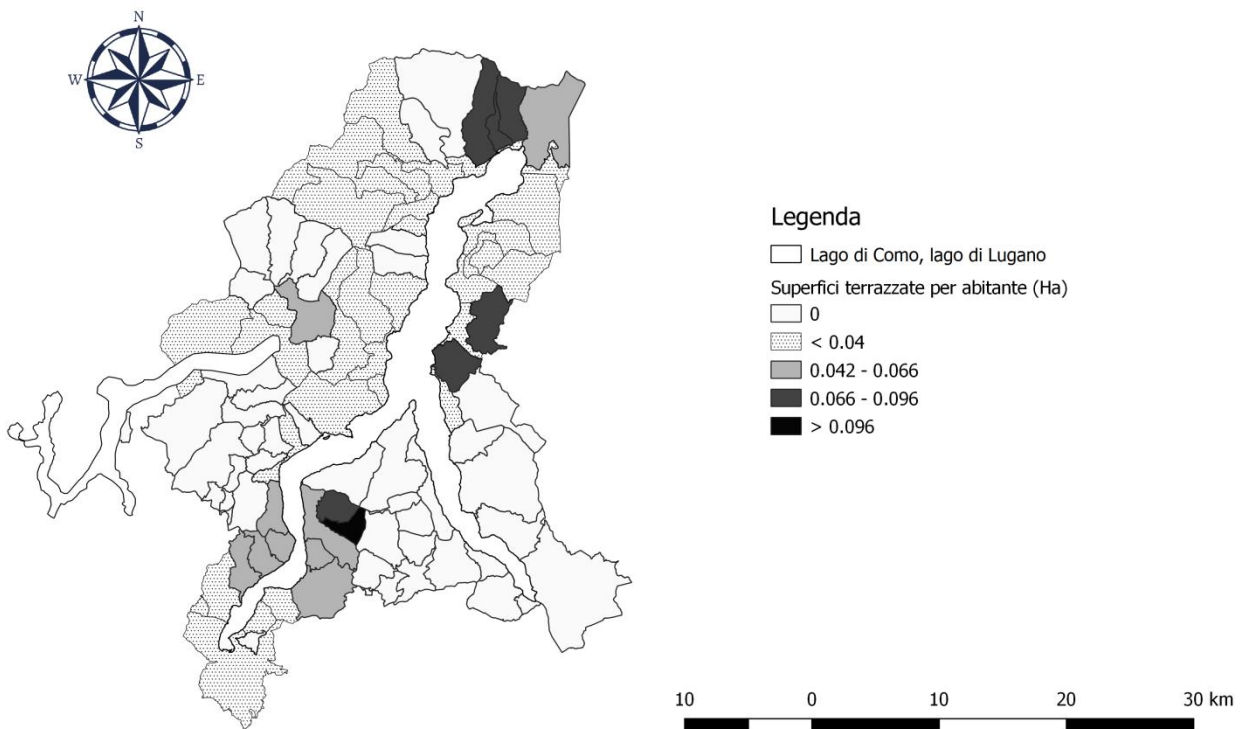 N
W
E
S
Legenda
Lago di Como, lago di Lugano
Superfici terrazzate per abitante (Ha)
0
< 0.04
0.042 - 0.066
0.066 - 0.096
> 0.096
10 0 10 20 30 km